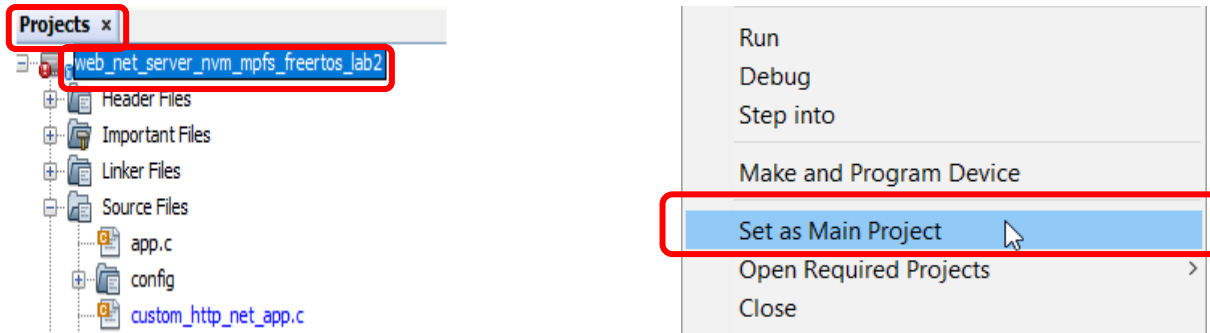 Projects x
web_net_server_nvm_mpfs_freertos_lab2
Header Files
Important Files
Linker Files
Source Files
app.c
config
custom_http_net_app.c
Run
Debug
Step into
Make and Program Device
Set as Main Project
Open Required Projects >
Close